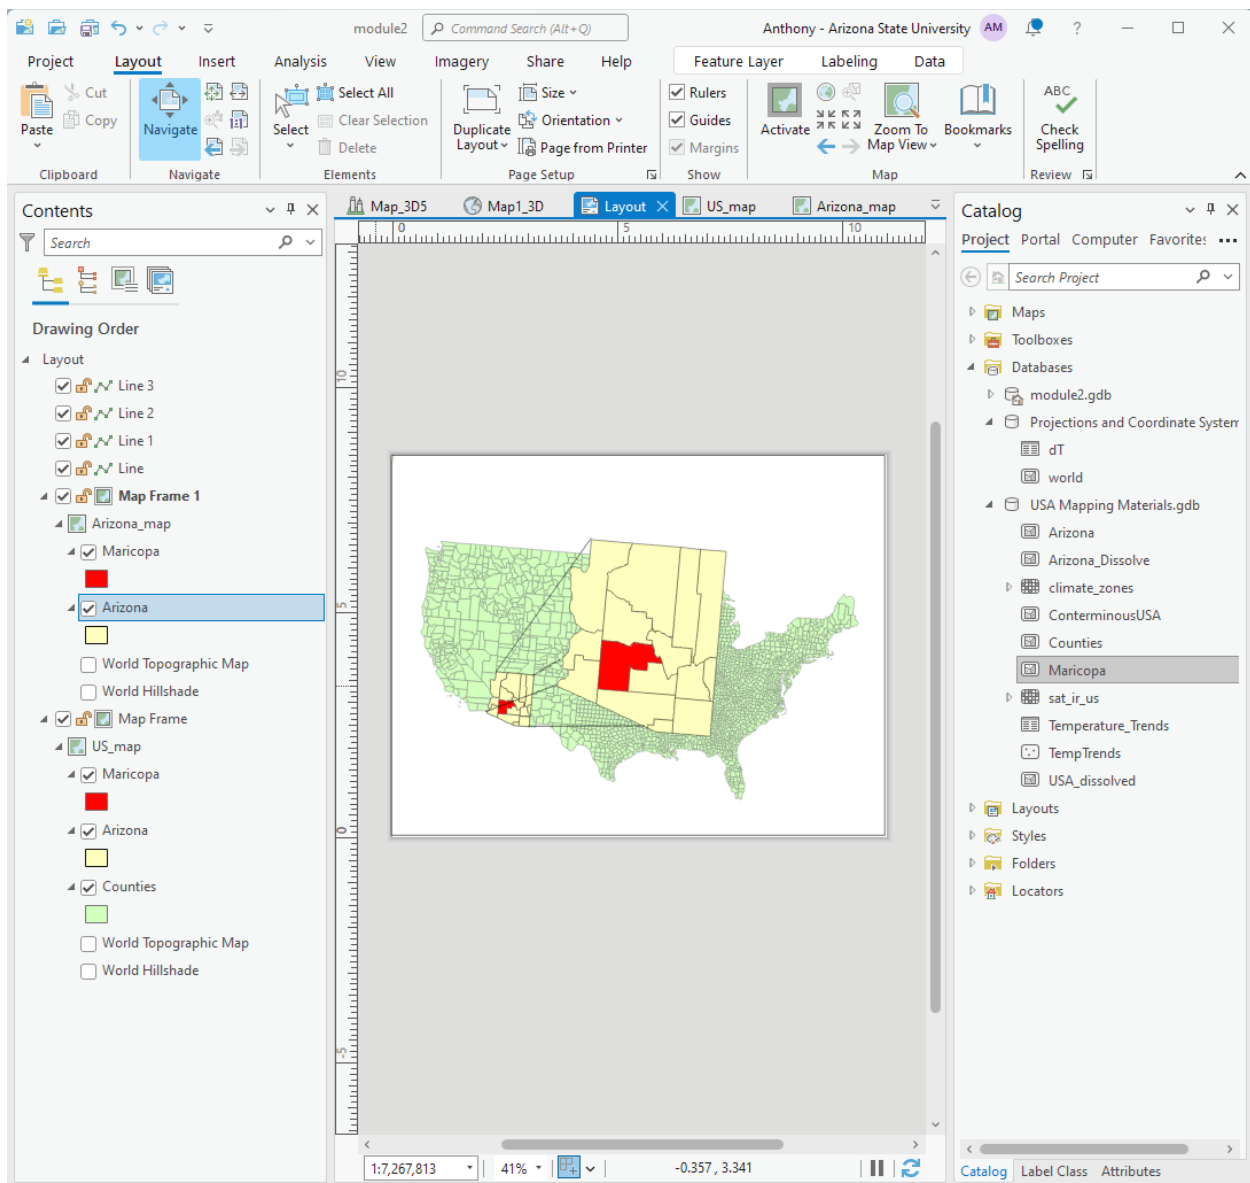 module2
Command Search (Alt+Q)
Anthony - Arizona State University
AM
?
Project
Layout
Insert
Analysis
View
Imagery
Share
Help
Feature Layer
Labeling
Data
Paste
Cut
Copy
Clipboard
Navigate
1:1
Navigate
Select
Select All
Clear Selection
Delete
Elements
Duplicate
Layout
Size
Orientation
Page from Printer
Page Setup
Rulers
Guides
Margins
Show
Activate
Zoom To
Map View
Bookmarks
Map
ABC
Check
Spelling
Review
Contents
Search
Drawing Order
Layout
Line 3
Line 2
Line 1
Line
Map Frame 1
Arizona_map
Maricopa
Arizona
World Topographic Map
World Hillshade
Map Frame
US_map
Maricopa
Arizona
Counties
World Topographic Map
World Hillshade
Map_3D5
Map1_3D
Layout
US_map
Arizona_map
0
5
10
10
5
0
-5
1:7,267,813
41%
-0.357 , 3.341
Catalog
Project
Portal
Computer
Favorite
Search Project
Maps
Toolboxes
Databases
module2.gdb
Projections and Coordinate System
dT
world
USA Mapping Materials.gdb
Arizona
Arizona_Dissolve
climate_zones
ConterminousUSA
Counties
Maricopa
sat_ir_us
Temperature_Trends
TempTrends
USA_dissolved
Layouts
Styles
Folders
Locators
Catalog
Label Class
Attributes